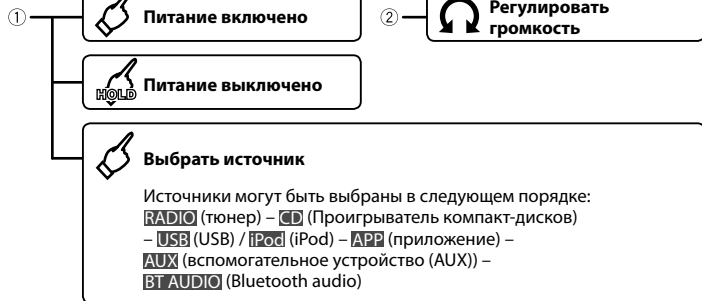 ① Питание включено
② Регулировать
громкость
HOLD Питание выключено
Выбрать источник
Источники могут быть выбраны в следующем порядке:
RADIO (тюнер) – CD (Проигрыватель компакт-дисков)
– USB (USB) / iPod (iPod) – APP (приложение) –
AUX (вспомогательное устройство (AUX)) –
BT AUDIO (Bluetooth audio)